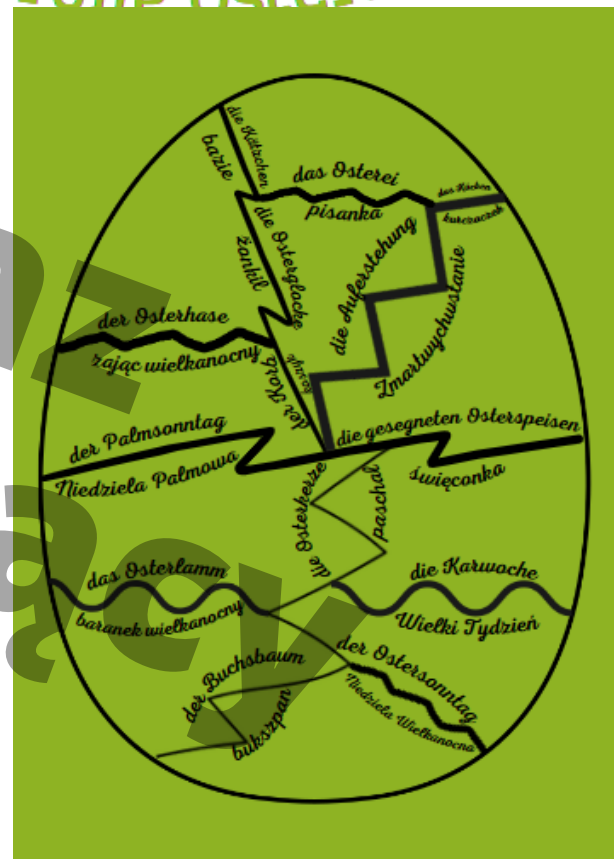 die Kätzchen
bazie
das Osterei
pisanka
das Kücken
kurczaczek
die Osterglocke
żonkil
die Auferstehung
Zmartwychwstanie
der Osterhase
zając wielkanocny
der Korb
koszyk
der Palmsonntag
Niedziela Palmowa
die gesegneten Osterspeisen
święconka
die Osterkerze
paschał
das Osterlamm
baranek wielkanocny
die Karwoche
Wielki Tydzień
der Buchsbaum
bukszpan
der Ostersonntag
Niedziela Wielkanocna